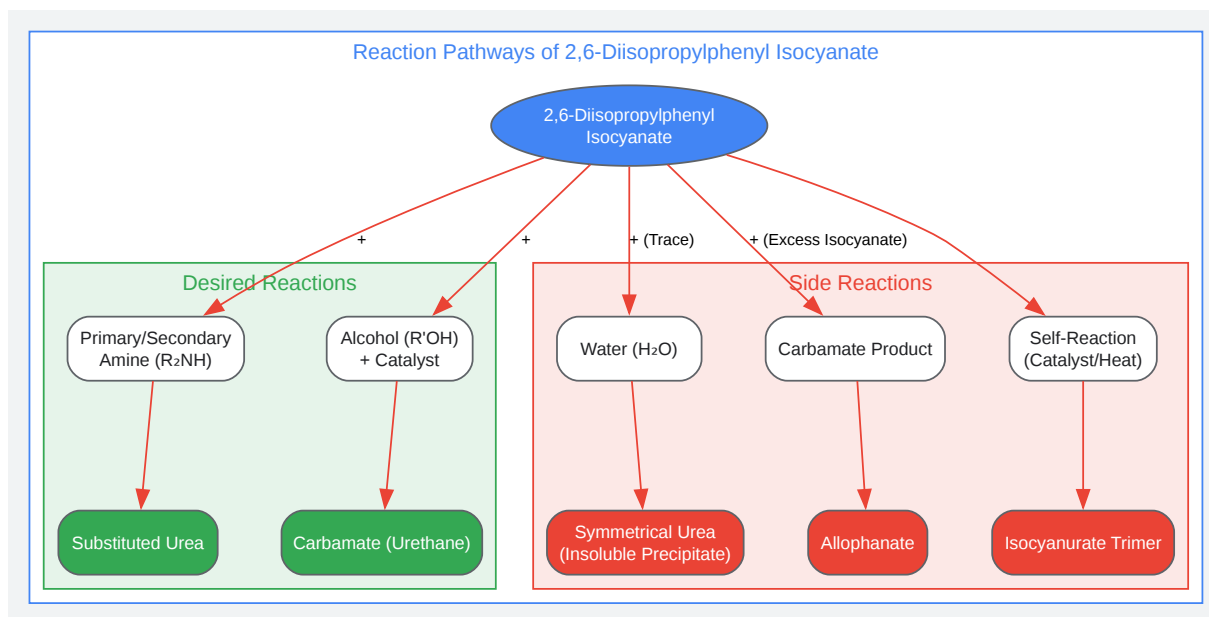 Reaction Pathways of 2,6-Diisopropylphenyl Isocyanate
2,6-Diisopropylphenyl
Isocyanate
+
+
+ (Trace)
+ (Excess Isocyanate)
Desired Reactions
Side Reactions
Primary/Secondary
Amine (R₂NH)
Alcohol (R'OH)
+ Catalyst
Water (H₂O)
Carbamate Product
Self-Reaction
(Catalyst/Heat)
Substituted Urea
Carbamate (Urethane)
Symmetrical Urea
(Insoluble Precipitate)
Allophanate
Isocyanurate Trimer